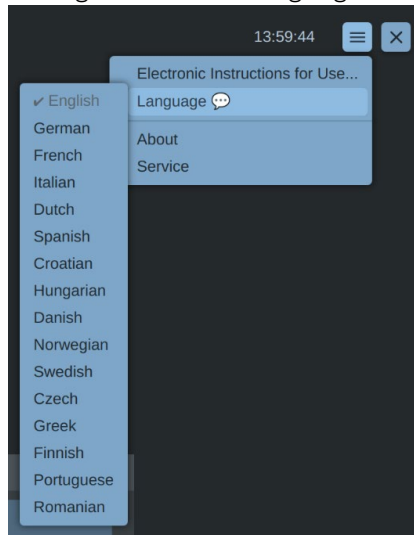 13:59:44
Electronic Instructions for Use...
Language 💬
About
Service
✔ English
German
French
Italian
Dutch
Spanish
Croatian
Hungarian
Danish
Norwegian
Swedish
Czech
Greek
Finnish
Portuguese
Romanian